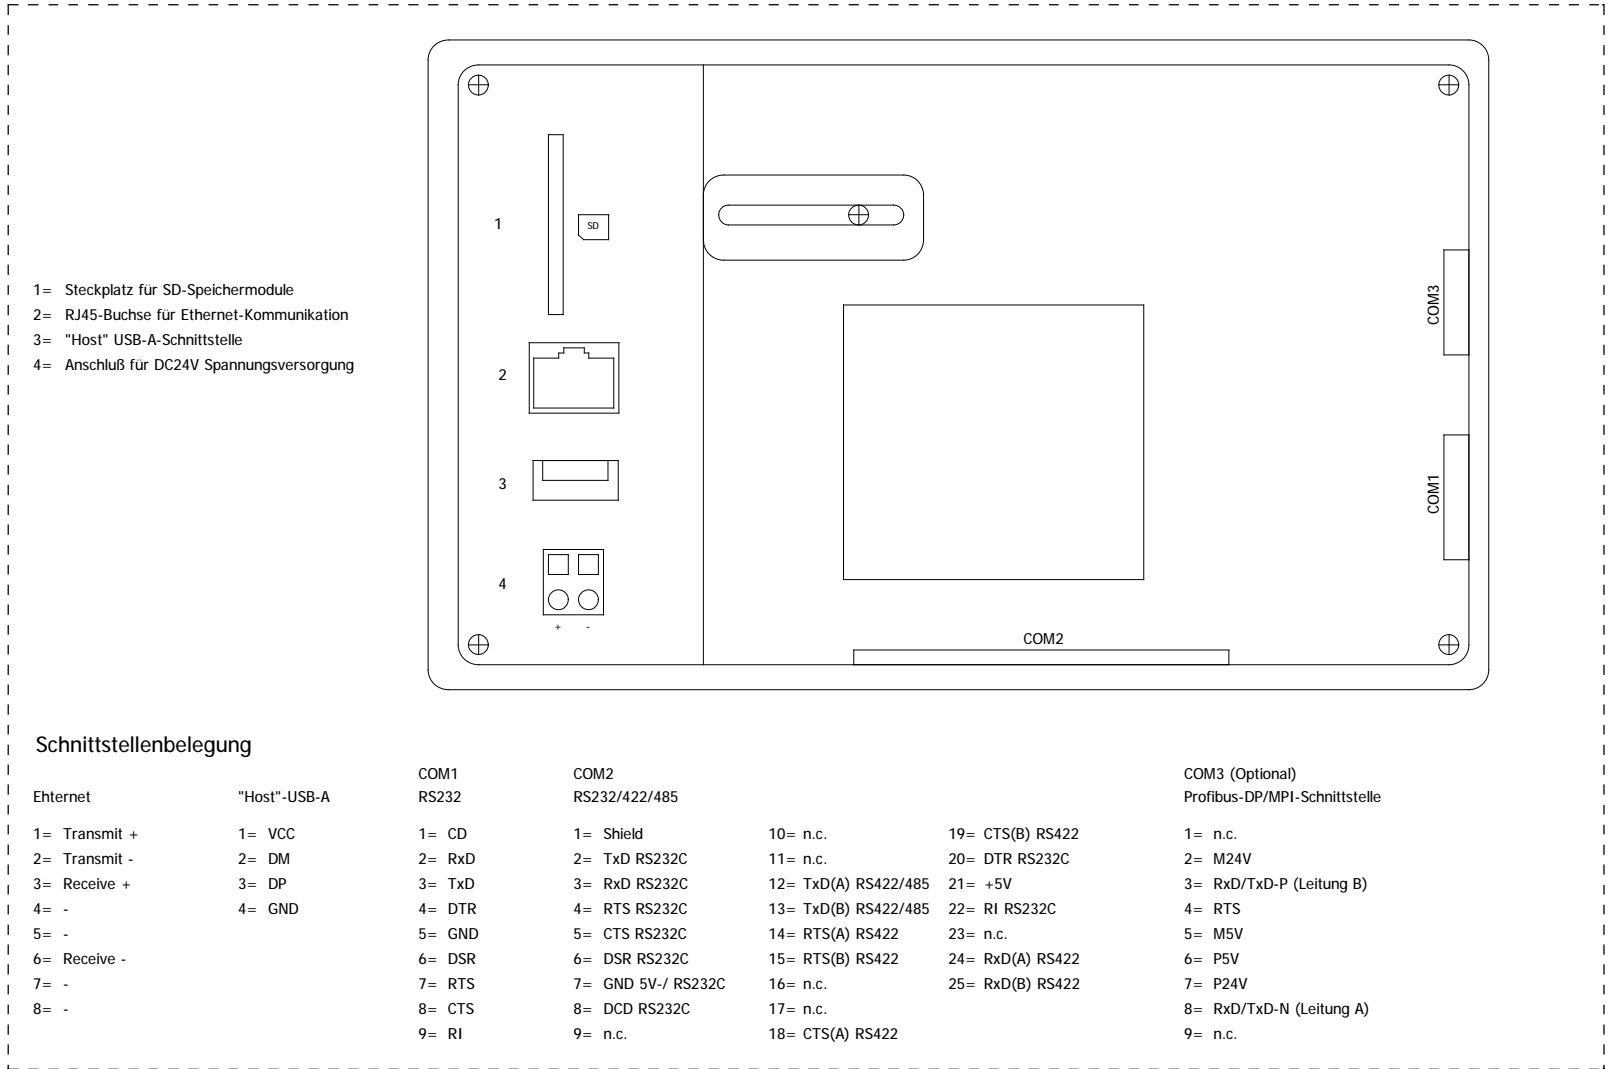 1
SD
1= Steckplatz für SD-Speichermodule
2= RJ45-Buchse für Ethernet-Kommunikation
3= "Host" USB-A-Schnittstelle
4= Anschluß für DC24V Spannungsversorgung
2
3
4
+ -
COM3
COM1
COM2
Schnittstellenbelegung
Ehternet
1= Transmit +
2= Transmit -
3= Receive +
4= -
5= -
6= Receive -
7= -
8= -
"Host"-USB-A
1= VCC
2= DM
3= DP
4= GND
COM1
RS232
1= CD
2= RxD
3= TxD
4= DTR
5= GND
6= DSR
7= RTS
8= CTS
9= RI
COM2
RS232/422/485
1= Shield
2= TxD RS232C
3= RxD RS232C
4= RTS RS232C
5= CTS RS232C
6= DSR RS232C
7= GND 5V-/ RS232C
8= DCD RS232C
9= n.c.
10= n.c.
11= n.c.
12= TxD(A) RS422/485
13= TxD(B) RS422/485
14= RTS(A) RS422
15= RTS(B) RS422
16= n.c.
17= n.c.
18= CTS(A) RS422
19= CTS(B) RS422
20= DTR RS232C
21= +5V
22= RI RS232C
23= n.c.
24= RxD(A) RS422
25= RxD(B) RS422
COM3 (Optional)
Profibus-DP/MPI-Schnittstelle
1= n.c.
2= M24V
3= RxD/TxD-P (Leitung B)
4= RTS
5= M5V
6= P5V
7= P24V
8= RxD/TxD-N (Leitung A)
9= n.c.